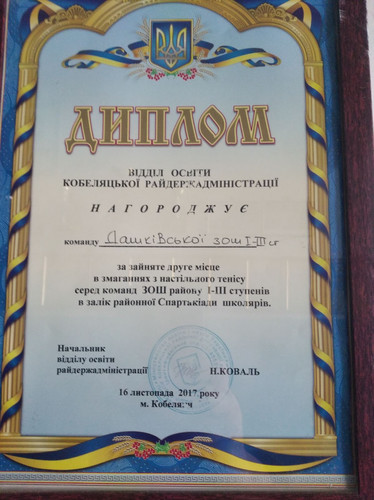 ДИПЛОМ
ВІДДІЛ ОСВІТИ
КОБЕЛЯЦЬКОЇ РАЙДЕРЖАДМІНІСТРАЦІЇ
НАГОРОДЖУЄ
команду Дашківської зош І-ІІІ ст
за зайняте друге місце
в змаганнях з настільного тенісу
серед команд ЗОШ району І-ІІІ ступенів
в залік районної Спартакіади школярів.
Начальник
відділу освіти
райдержадміністрації Н.КОВАЛЬ
16 листопада 2017 року
м. Кобеляки